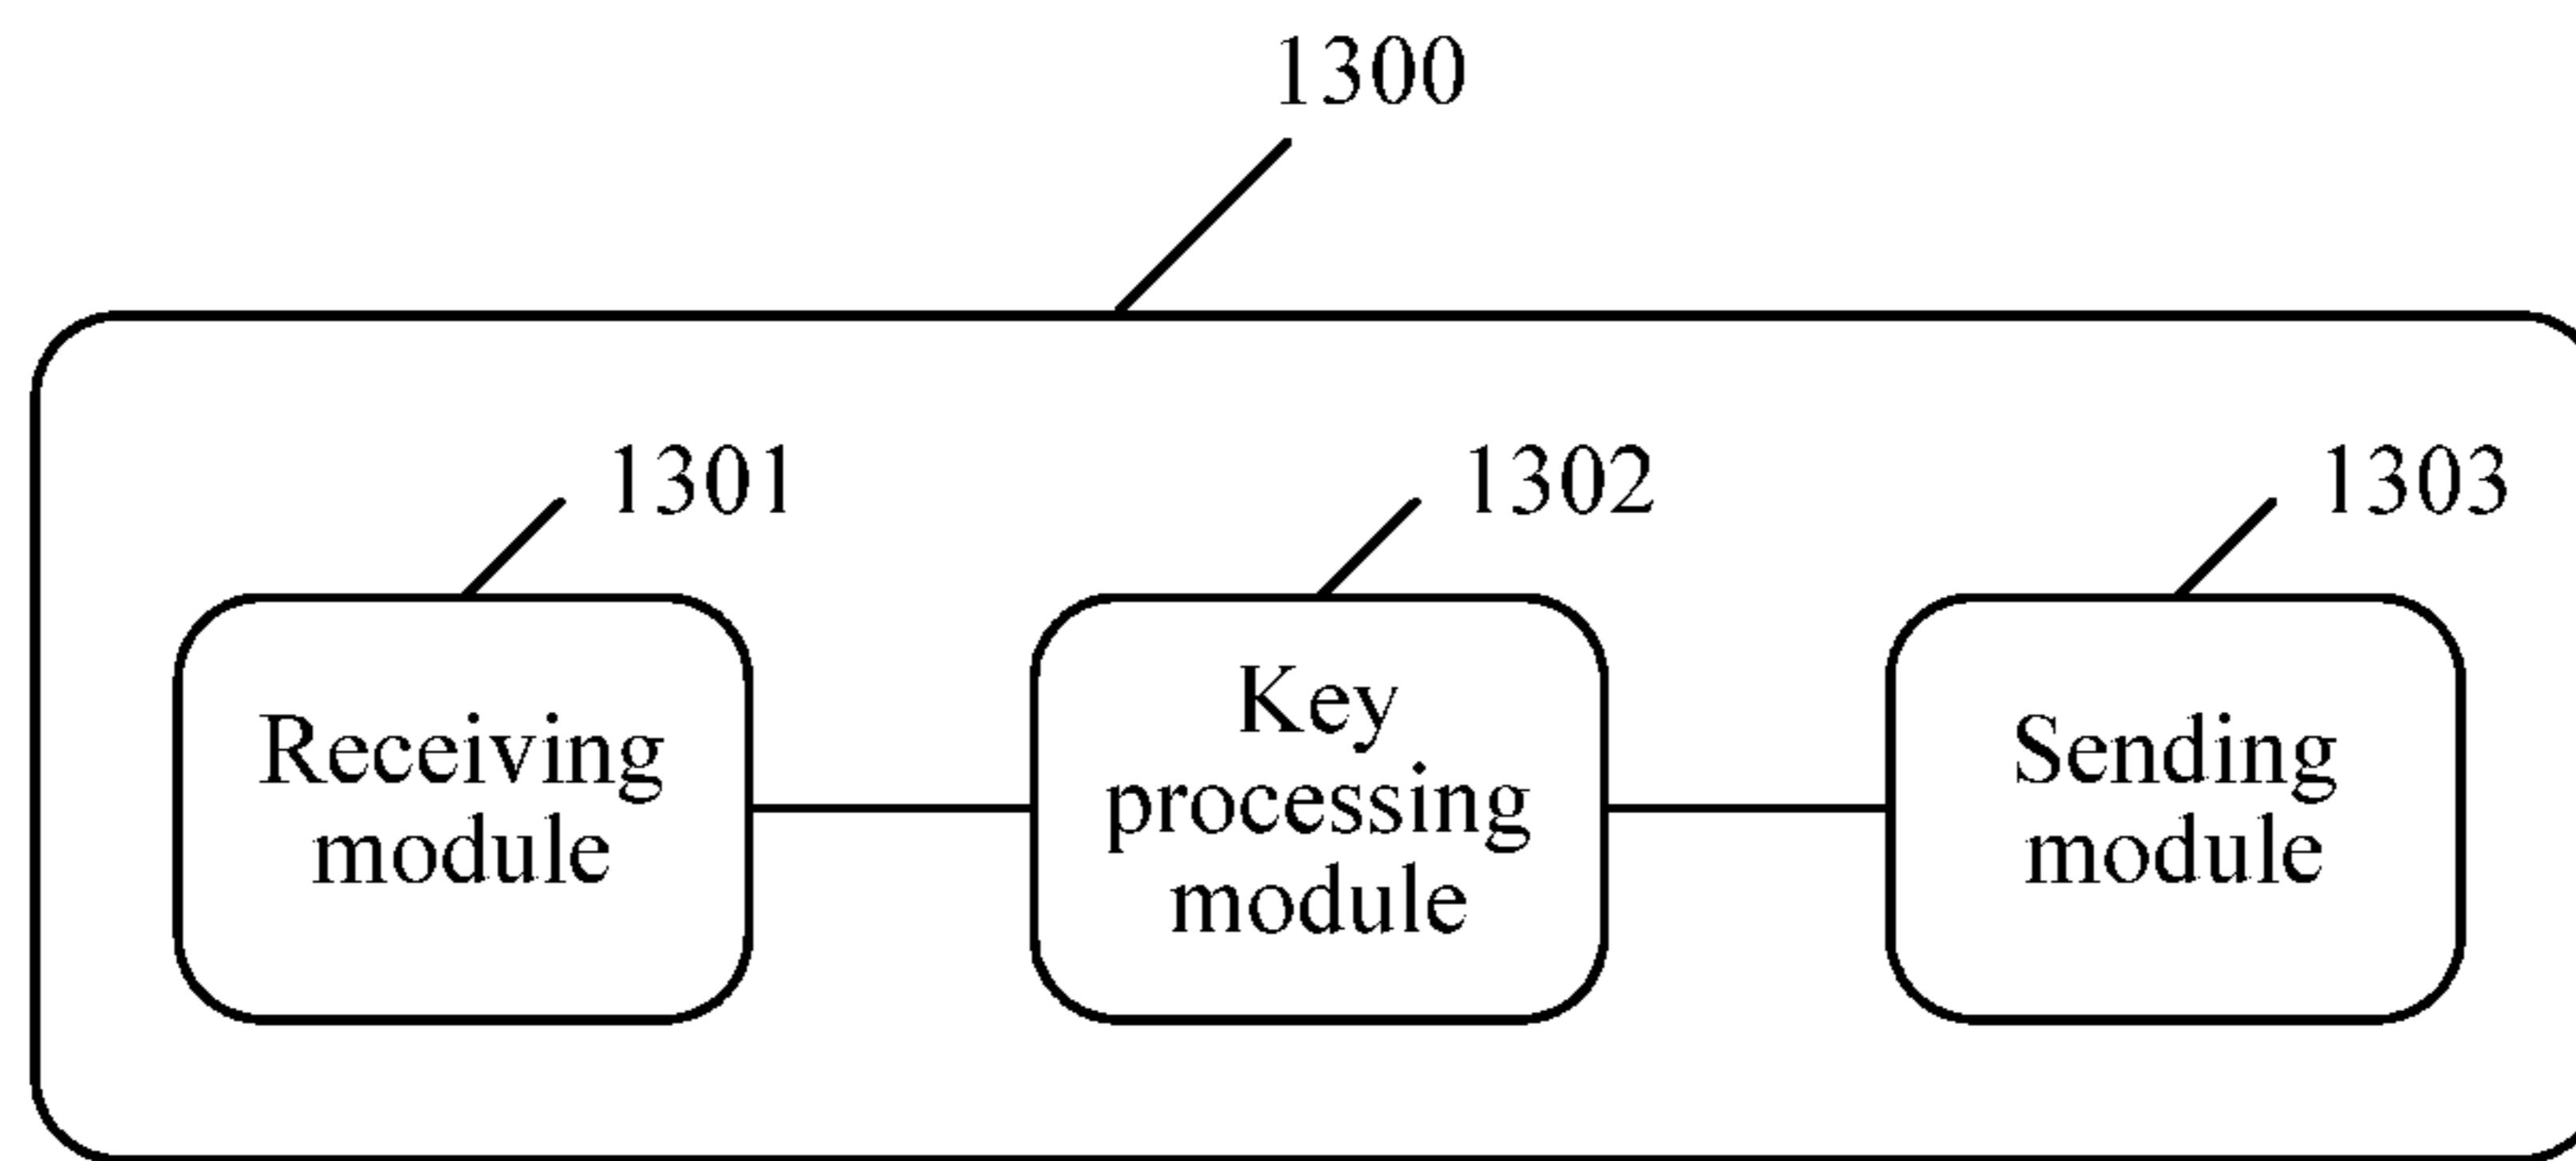 1300
1301
1302
1303
Receiving
module
Key
processing
module
Sending
module